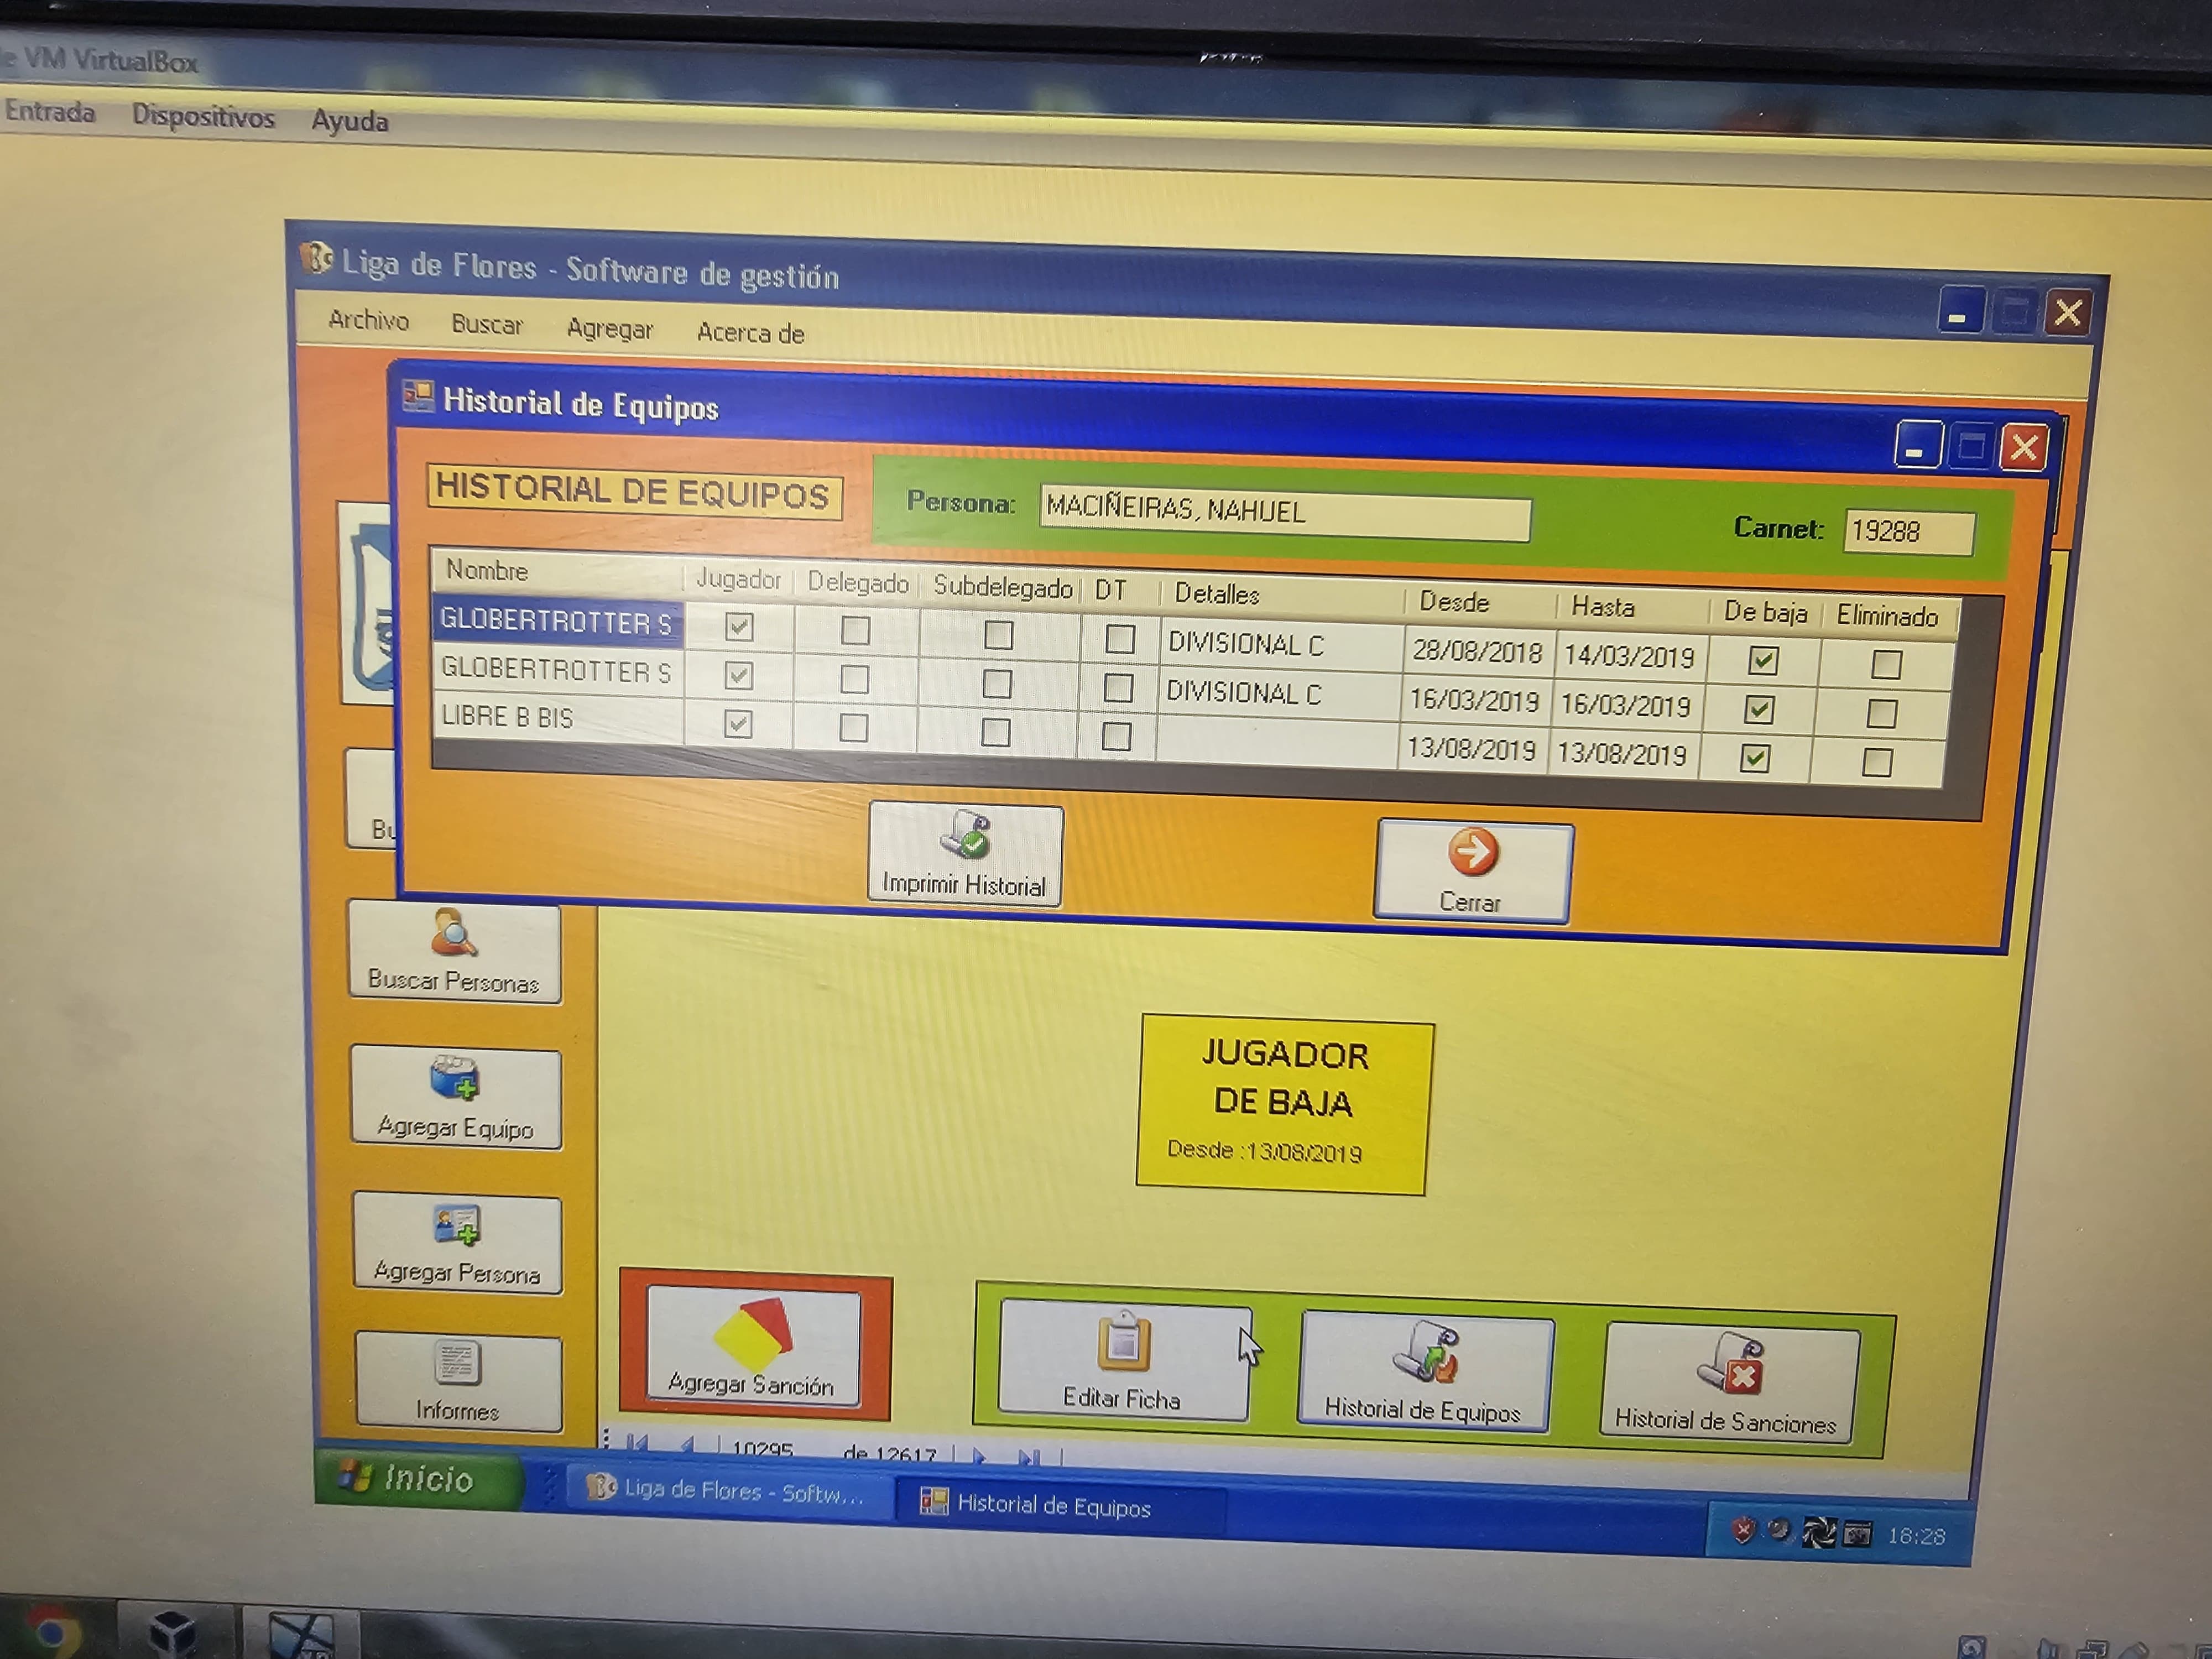 VM VirtualBox
Entrada Dispositivos Ayuda
Liga de Flores - Software de gestión
Archivo Buscar Agregar Acerca de
Historial de Equipos
HISTORIAL DE EQUIPOS Persona: MACIÑEIRAS, NAHUEL Carnet: 19288
Nombre Jugador Delegado Subdelegado DT Detalles Desde Hasta De baja Eliminado
GLOBERTROTTER S DIVISIONAL C 28/08/2018 14/03/2019
GLOBERTROTTER S DIVISIONAL C 16/03/2019 16/03/2019
LIBRE B BIS 13/08/2019 13/08/2019
Imprimir Historial Cerrar
Buscar Personas
JUGADOR
DE BAJA
Desde :13/08/2019
Agregar Equipo
Agregar Persona
Informes
Agregar Sanción Editar Ficha Historial de Equipos Historial de Sanciones
10295 de 12617
Inicio Liga de Flores - Softw... Historial de Equipos 18:28